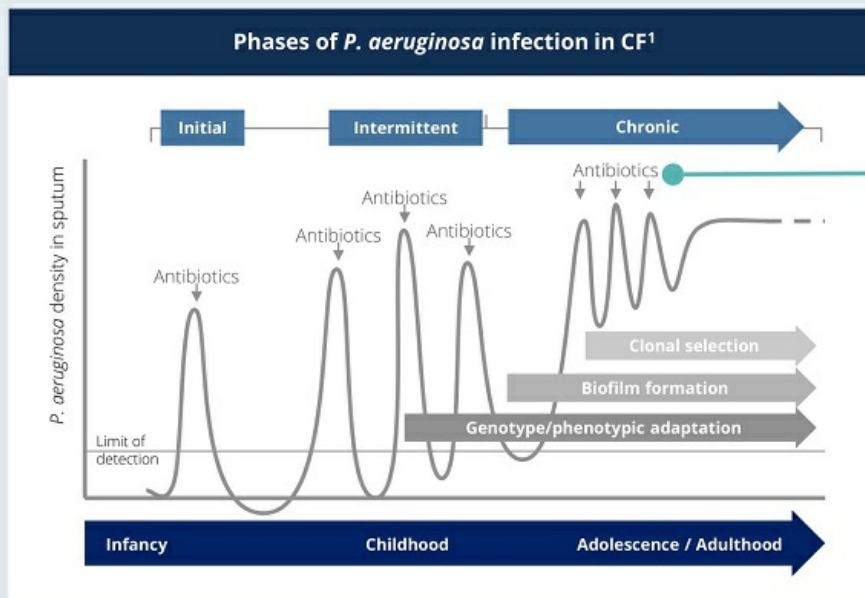 Phases of P. aeruginosa infection in CF¹
Initial
Intermittent
Chronic
Antibiotics
Antibiotics
Antibiotics
Antibiotics
Antibiotics
P. aeruginosa density in sputum
Clonal selection
Biofilm formation
Genotype/phenotypic adaptation
Limit of
detection
Infancy
Childhood
Adolescence / Adulthood